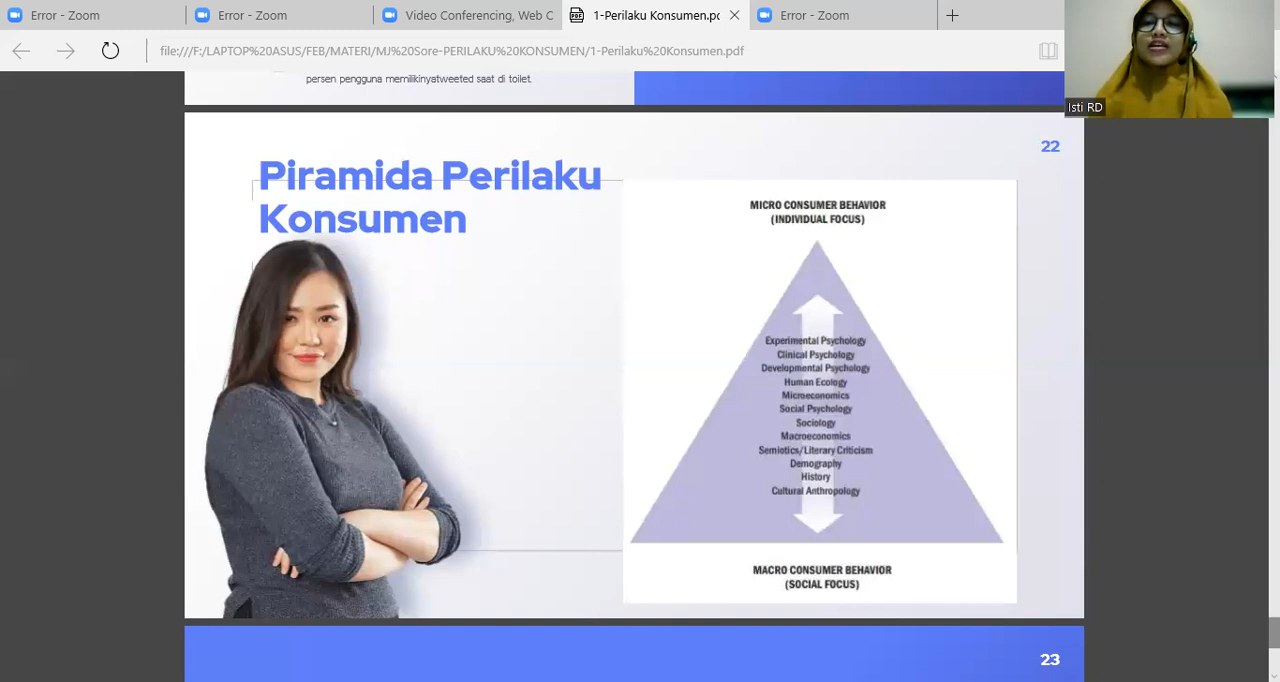 Error - Zoom
Error - Zoom
Video Conferencing, Web C
1-Perilaku Konsumen.pc
Error - Zoom
file:///F:/LAPTOP%20ASUS/FEB/MATERI/MJ%20Sore-PERILAKU%20KONSUMEN/1-Perilaku%20Konsumen.pdf
Isti RD
persen pengguna memilikinyatweeted saat di toilet.
22
Piramida Perilaku
Konsumen
MICRO CONSUMER BEHAVIOR
(INDIVIDUAL FOCUS)
Experimental Psychology
Clinical Psychology
Developmental Psychology
Human Ecology
Microeconomics
Social Psychology
Sociology
Macroeconomics
Semiotics/Literary Criticism
Demography
History
Cultural Anthropology
MACRO CONSUMER BEHAVIOR
(SOCIAL FOCUS)
23